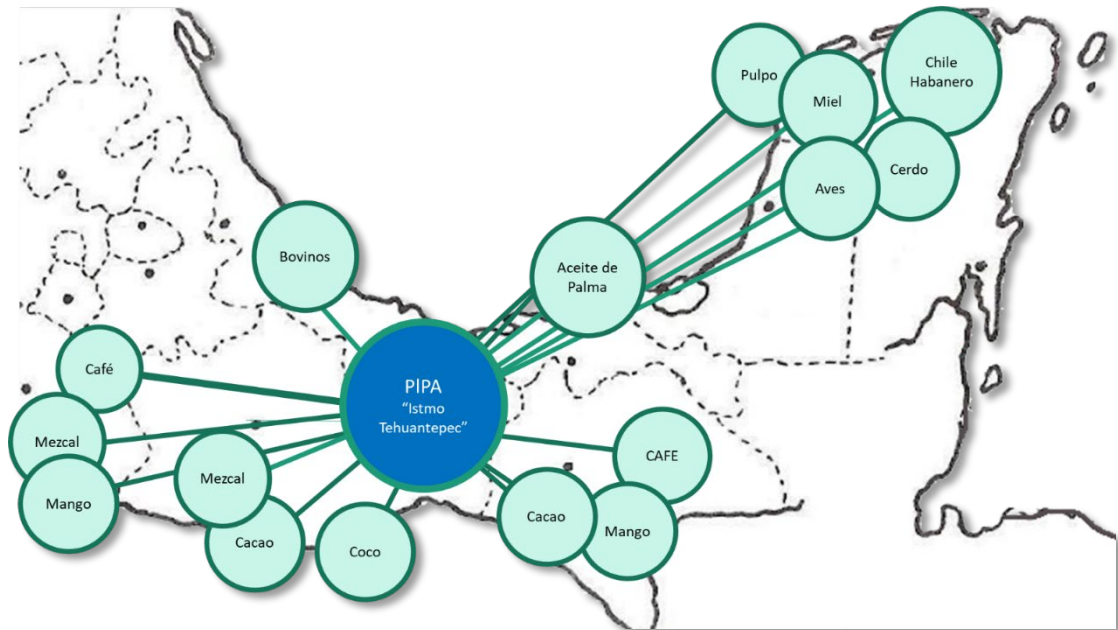 Pulpo
Miel
Chile
Habanero
Cerdo
Aves
Bovinos
Aceite de
Palma
Café
PIPA
“Istmo
Tehuantepec”
Mezcal
Mezcal
CAFE
Mango
Cacao
Coco
Cacao
Mango